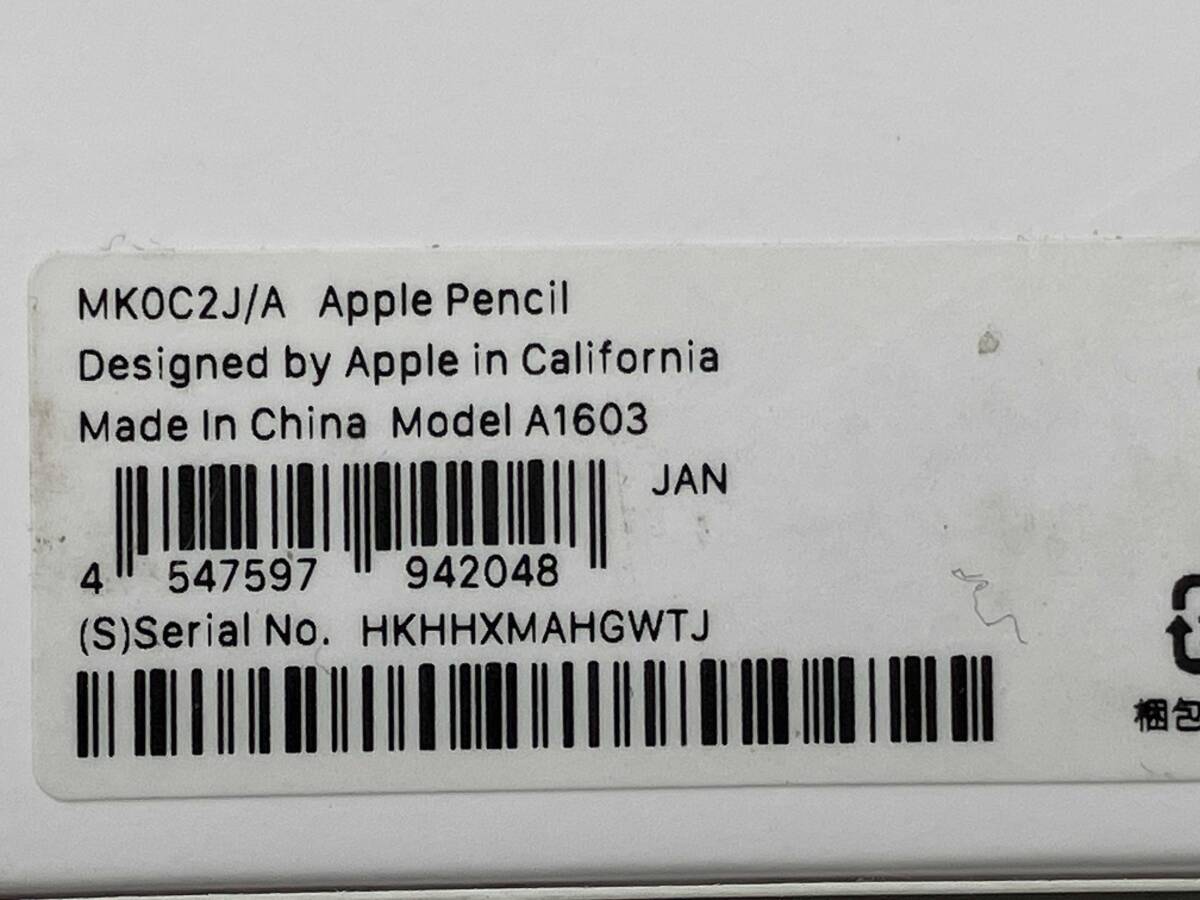 MK0C2J/A Apple Pencil
Designed by Apple in California
Made In China Model A1603
JAN
4 547597 942048
(S)Serial No. HKHHXMAHGWTJ
梱包